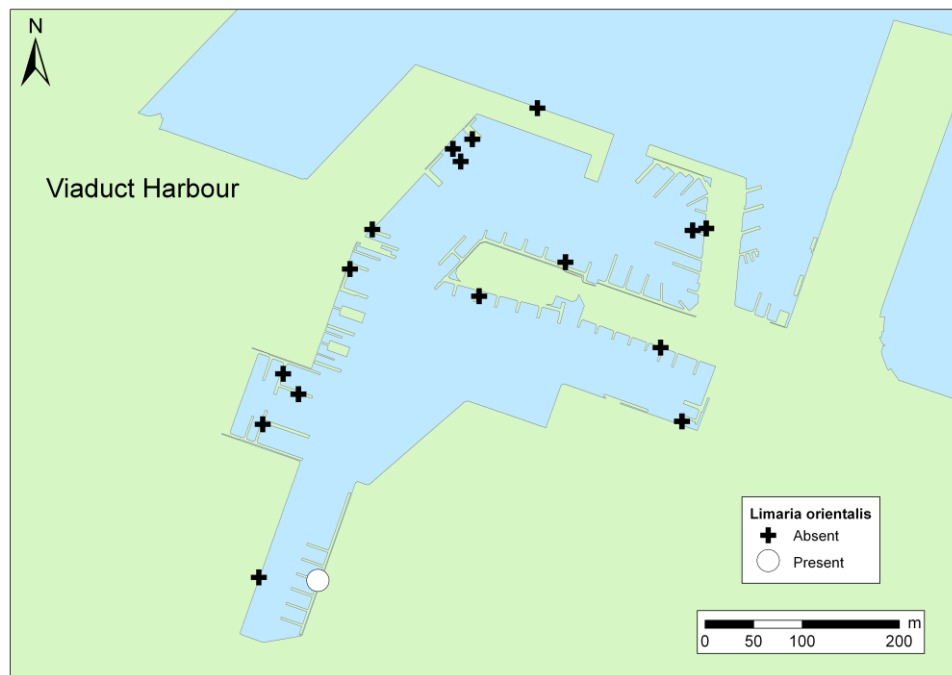 N
Viaduct Harbour
Limaria orientalis
Absent
Present
m
0 50 100 200